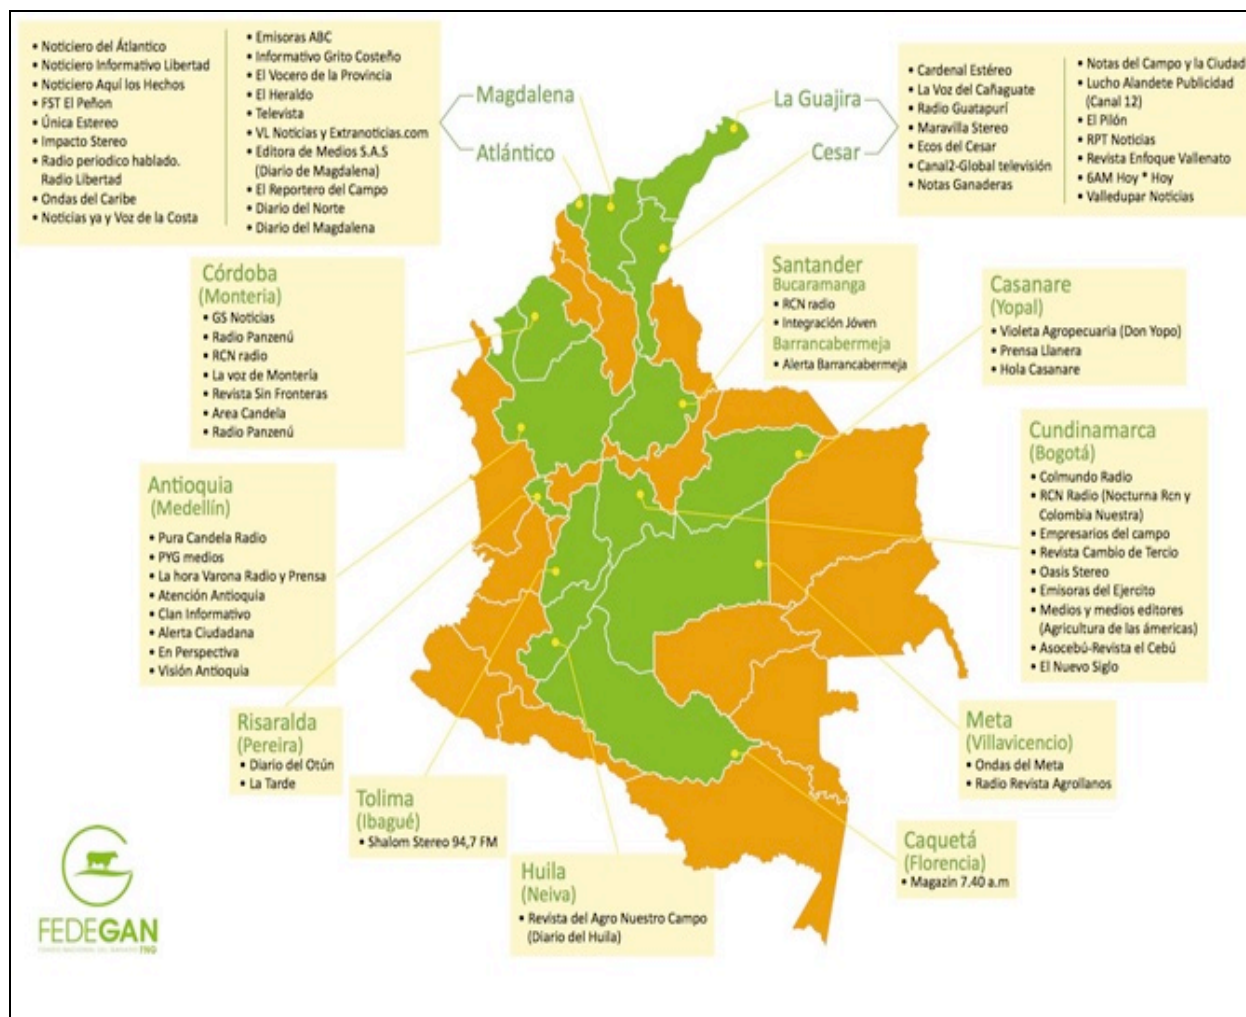 • Noticiero del Átlantico
• Noticiero Informativo Libertad
• Noticiero Aquí los Hechos
• FST El Peñon
• Única Estereo
• Impacto Stereo
• Radio periodico hablado.
Radio Libertad
• Ondas del Caribe
• Noticias ya y Voz de la Costa
• Emisoras ABC
• Informativo Grito Costeño
• El Vocero de la Provincia
• El Heraldo
• Televista
• VL Noticias y Extranoticias.com
• Editora de Medios S.A.S
(Diario de Magdalena)
• El Reportero del Campo
• Diario del Norte
• Diario del Magdalena
Magdalena
Atlántico
La Guajira
Cesar
• Cardenal Estéreo
• La Voz del Cañaguate
• Radio Guatapurí
• Maravilla Stereo
• Ecos del Cesar
• Canal2-Global televisión
• Notas Ganaderas
• Notas del Campo y la Ciudad
• Lucho Alandete Publicidad
(Canal 12)
• El Pilón
• RPT Noticias
• Revista Enfoque Vallenato
• 6AM Hoy * Hoy
• Valledupar Noticias
Córdoba
(Monteria)
• GS Noticias
• Radio Panzenú
• RCN radio
• La voz de Montería
• Revista Sin Fronteras
• Area Candela
• Radio Panzenú
Santander
Bucaramanga
• RCN radio
• Integración Jóven
Barrancabermeja
• Alerta Barrancabermeja
Casanare
(Yopal)
• Violeta Agropecuaria (Don Yopo)
• Prensa Llanera
• Hola Casanare
Cundinamarca
(Bogotá)
• Colmundo Radio
• RCN Radio (Nocturna Rcn y
Colombia Nuestra)
• Empresarios del campo
• Revista Cambio de Tercio
• Oasis Stereo
• Emisoras del Ejercito
• Medios y medios editores
(Agricultura de las ámericas)
• Asocebú-Revista el Cebú
• El Nuevo Siglo
Antioquia
(Medellín)
• Pura Candela Radio
• PYG medios
• La hora Varona Radio y Prensa
• Atención Antioquia
• Clan Informativo
• Alerta Ciudadana
• En Perspectiva
• Visión Antioquia
Risaralda
(Pereira)
• Diario del Otún
• La Tarde
Meta
(Villavicencio)
• Ondas del Meta
• Radio Revista Agrollanos
Tolima
(Ibagué)
• Shalom Stereo 94,7 FM
Caquetá
(Florencia)
• Magazin 7.40 a.m
Huila
(Neiva)
• Revista del Agro Nuestro Campo
(Diario del Huila)
FEDEGAN
FNG